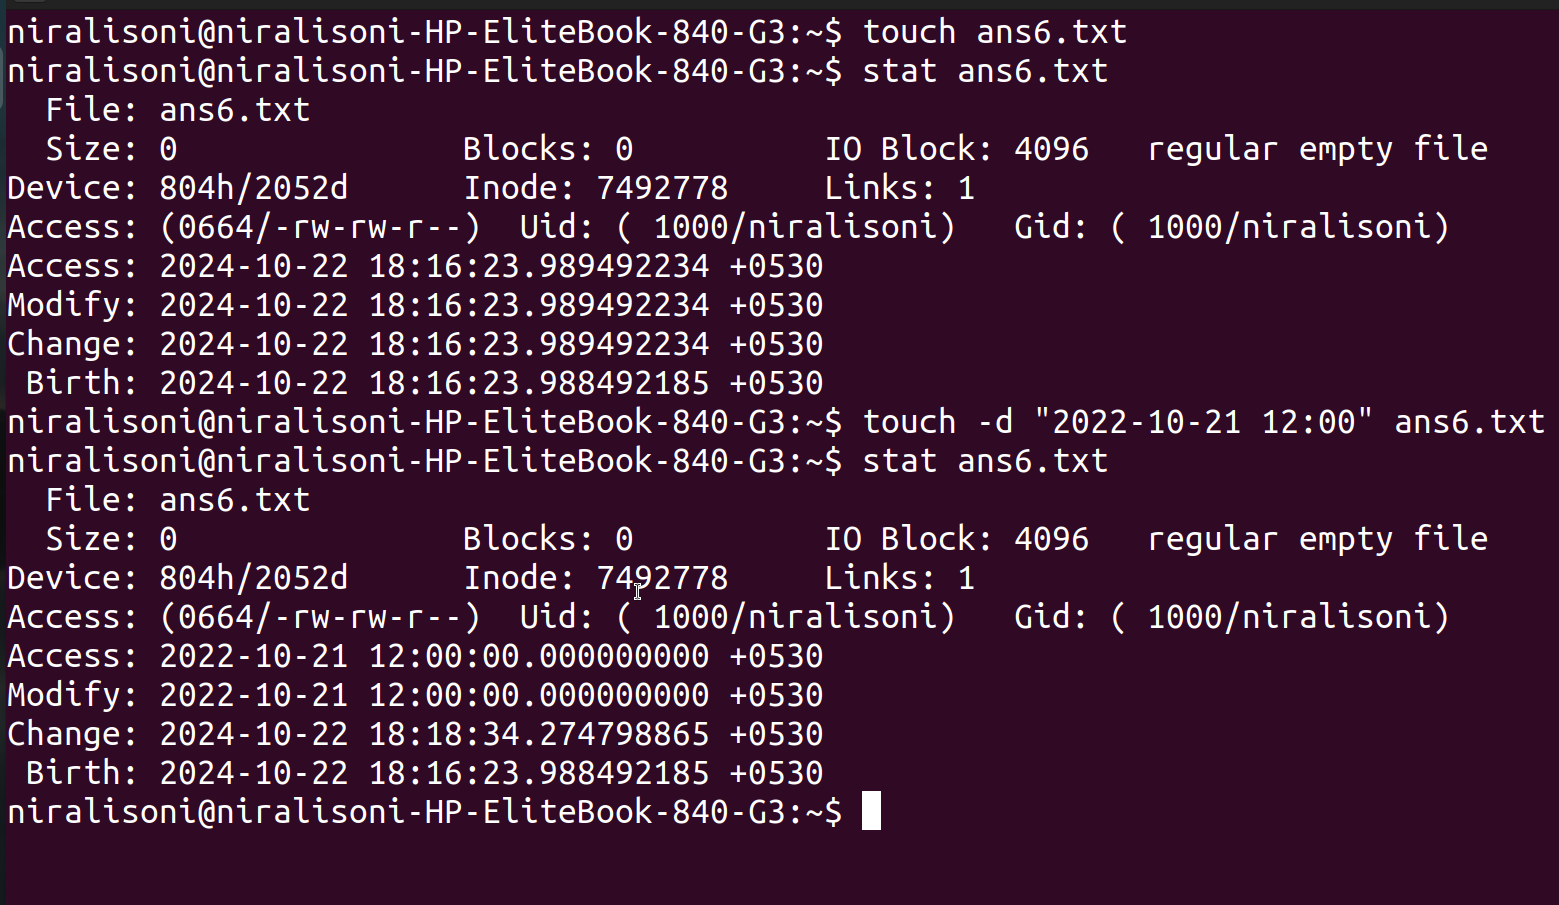 niralisoni@niralisoni-HP-EliteBook-840-G3:~$ touch ans6.txt
niralisoni@niralisoni-HP-EliteBook-840-G3:~$ stat ans6.txt
  File: ans6.txt
  Size: 0               Blocks: 0          IO Block: 4096   regular empty file
Device: 804h/2052d      Inode: 7492778     Links: 1
Access: (0664/-rw-rw-r--)  Uid: ( 1000/niralisoni)   Gid: ( 1000/niralisoni)
Access: 2024-10-22 18:16:23.989492234 +0530
Modify: 2024-10-22 18:16:23.989492234 +0530
Change: 2024-10-22 18:16:23.989492234 +0530
 Birth: 2024-10-22 18:16:23.988492185 +0530
niralisoni@niralisoni-HP-EliteBook-840-G3:~$ touch -d "2022-10-21 12:00" ans6.txt
niralisoni@niralisoni-HP-EliteBook-840-G3:~$ stat ans6.txt
  File: ans6.txt
  Size: 0               Blocks: 0          IO Block: 4096   regular empty file
Device: 804h/2052d      Inode: 7492778     Links: 1
Access: (0664/-rw-rw-r--)  Uid: ( 1000/niralisoni)   Gid: ( 1000/niralisoni)
Access: 2022-10-21 12:00:00.000000000 +0530
Modify: 2022-10-21 12:00:00.000000000 +0530
Change: 2024-10-22 18:18:34.274798865 +0530
 Birth: 2024-10-22 18:16:23.988492185 +0530
niralisoni@niralisoni-HP-EliteBook-840-G3:~$